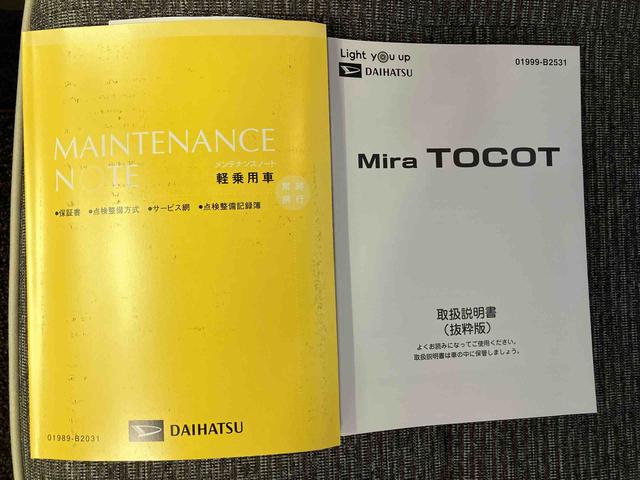 MAINTENANCE
NOTE
メンテナンスノート
軽乗用車
常時
携行
●保証書 ●点検整備方式 ●サービス網 ●点検整備記録簿
01989-B2031
DAIHATSU
Light you up
DAIHATSU
01999-B2531
Mira TOCOT
取扱説明書
(抜粋版)
よくお読みになってご使用ください。
取扱説明書は車の中に保管しましょう。